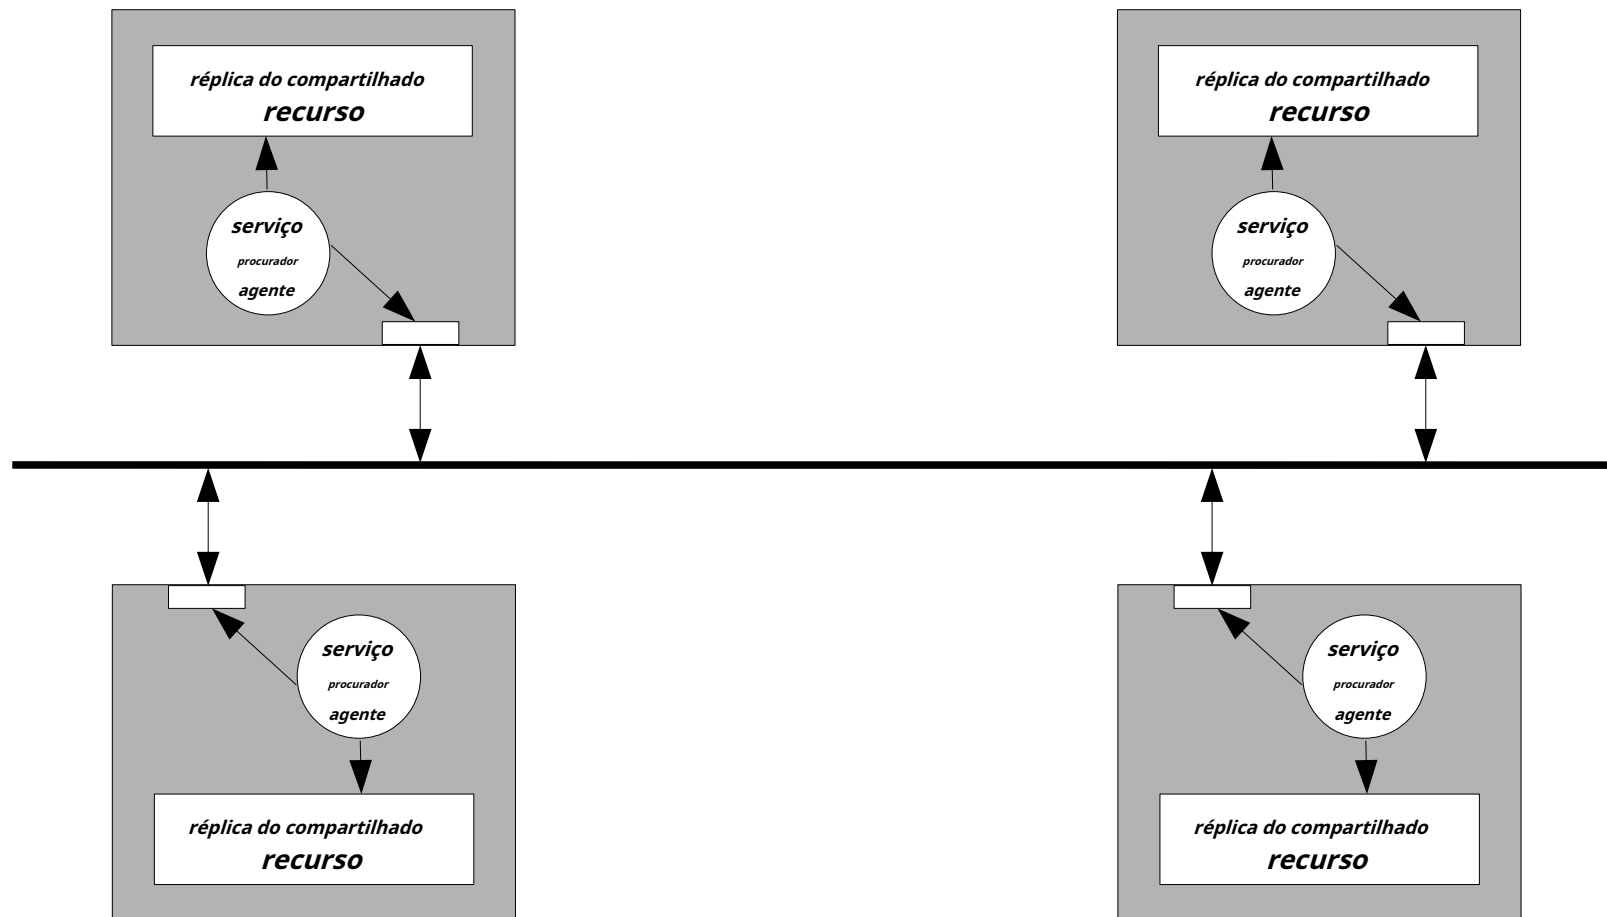 réplica do compartilhado
recurso
serviço
procurador
agente
réplica do compartilhado
recurso
serviço
procurador
agente
serviço
procurador
agente
réplica do compartilhado
recurso
serviço
procurador
agente
réplica do compartilhado
recurso